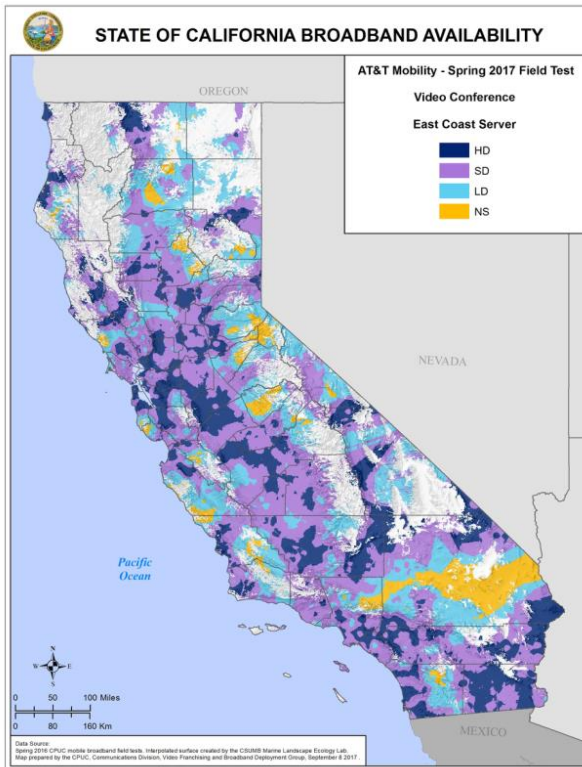 STATE OF CALIFORNIA BROADBAND AVAILABILITY
AT&T Mobility - Spring 2017 Field Test
Video Conference
East Coast Server
HD
SD
LD
NS
OREGON
NEVADA
Pacific
Ocean
N
W E
S
0 50 100 Miles
0 80 160 Km
MEXICO
Data Source:
Spring 2016 CPUC mobile broadband field tests. Interpolated surface created by the CSUMB Marine Landscape Ecology Lab.
Map prepared by the CPUC, Communications Division, Video Franchising and Broadband Deployment Group, September 8 2017 .